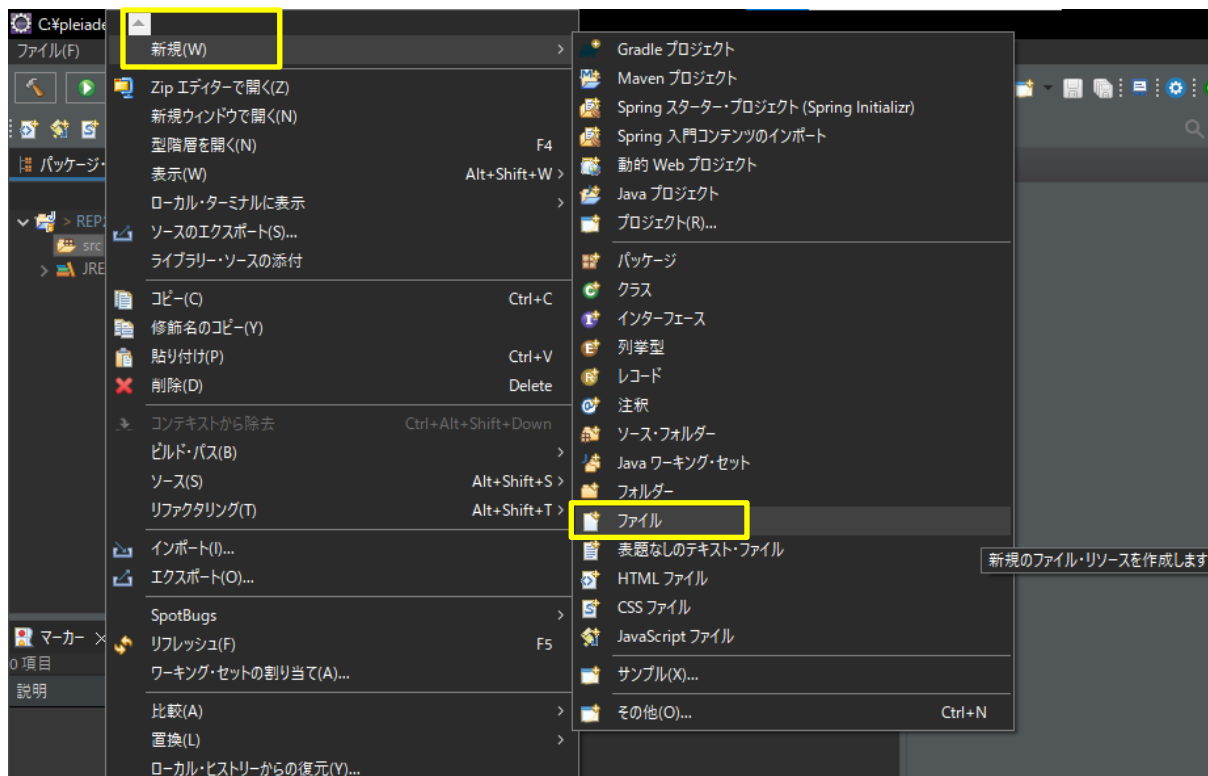 C:¥pleiade
ファイル(F)
パッケージ・
> REP
src
JRE
マーカー
0 項目
説明
新規(W)
Zip エディターで開く(Z)
新規ウィンドウで開く(N)
型階層を開く(N) F4
表示(W) Alt+Shift+W
ローカル・ターミナルに表示
ソースのエクスポート(S)...
ライブラリー・ソースの添付
コピー(C) Ctrl+C
修飾名のコピー(Y)
貼り付け(P) Ctrl+V
削除(D) Delete
コンテキストから除去 Ctrl+Alt+Shift+Down
ビルド・パス(B)
ソース(S) Alt+Shift+S
リファクタリング(T) Alt+Shift+T
インポート(I)...
エクスポート(O)...
SpotBugs
リフレッシュ(F) F5
ワーキング・セットの割り当て(A)...
比較(A)
置換(L)
ローカル・ヒストリーからの復元(Y)...
Gradle プロジェクト
Maven プロジェクト
Spring スターター・プロジェクト (Spring Initializr)
Spring 入門コンテンツのインポート
動的 Web プロジェクト
Java プロジェクト
プロジェクト(R)...
パッケージ
クラス
インターフェース
列挙型
レコード
注釈
ソース・フォルダー
Java ワーキング・セット
フォルダー
ファイル
表題なしのテキスト・ファイル
HTML ファイル
CSS ファイル
JavaScript ファイル
サンプル(X)...
その他(O)... Ctrl+N
新規のファイル・リソースを作成します